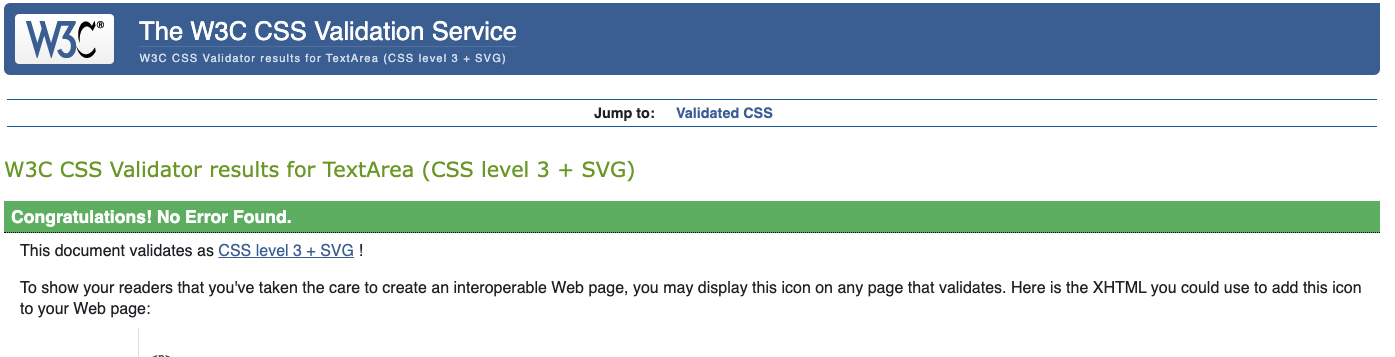 W3C®
The W3C CSS Validation Service
W3C CSS Validator results for TextArea (CSS level 3 + SVG)
Jump to: Validated CSS
W3C CSS Validator results for TextArea (CSS level 3 + SVG)
Congratulations! No Error Found.
This document validates as CSS level 3 + SVG !
To show your readers that you've taken the care to create an interoperable Web page, you may display this icon on any page that validates. Here is the XHTML you could use to add this icon
to your Web page: